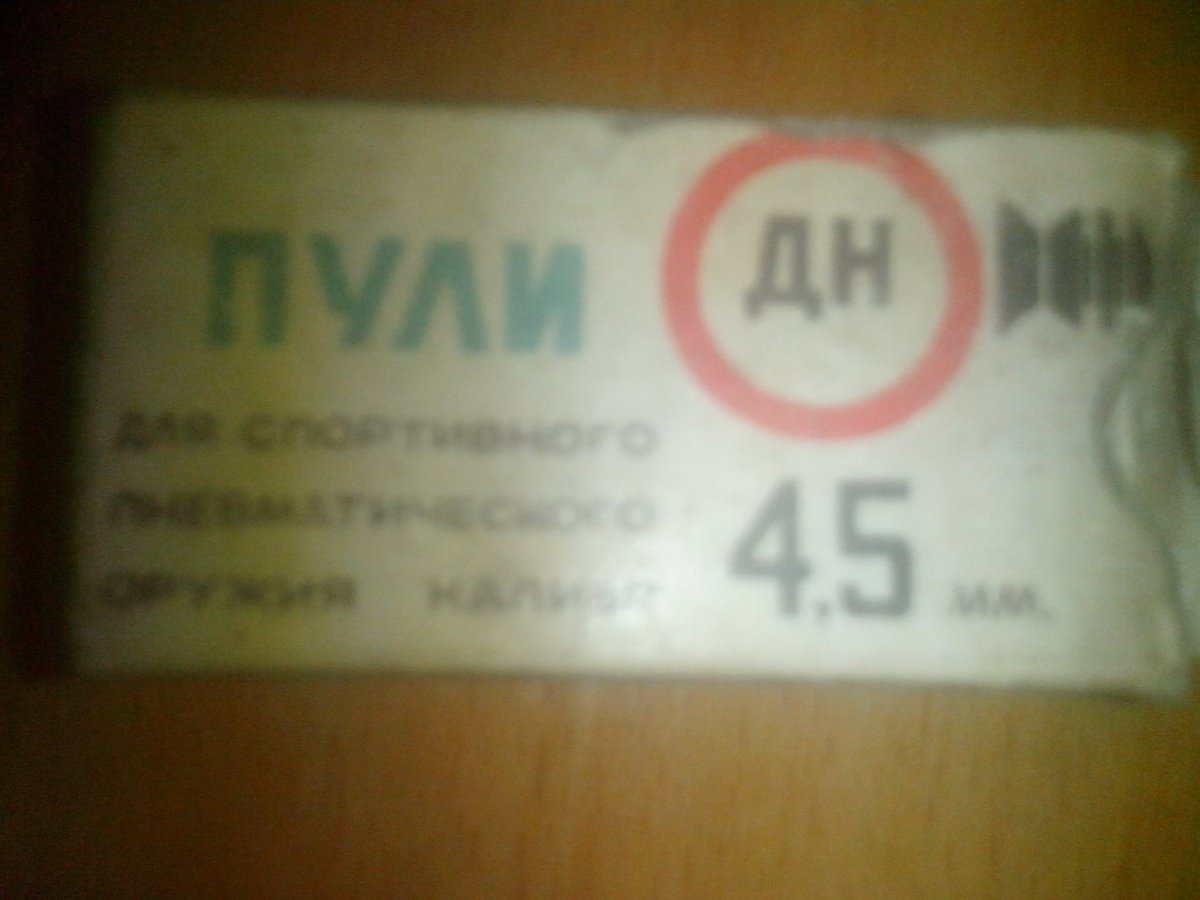 ПУЛИ
ДН
ДЛЯ СПОРТИВНОГО
ПНЕВМАТИЧЕСКОГО
ОРУЖИЯ КАЛИБР 4,5 мм.